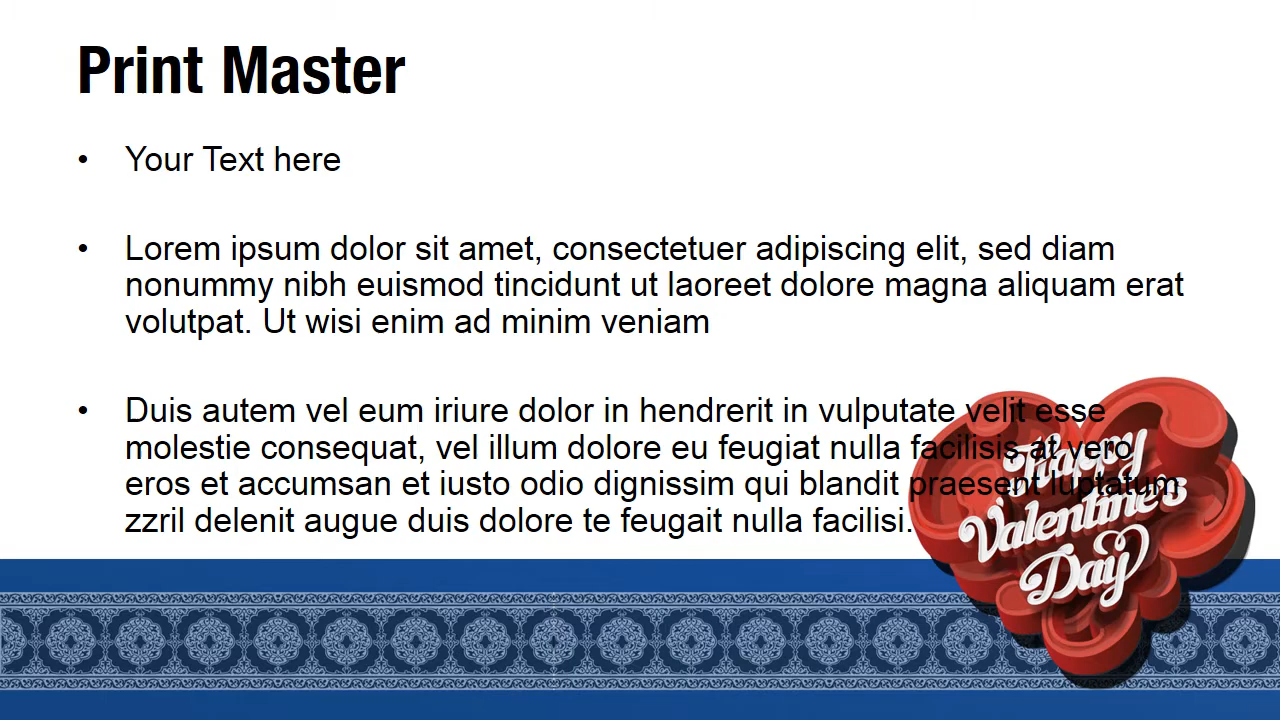 Print Master
• Your Text here
• Lorem ipsum dolor sit amet, consectetuer adipiscing elit, sed diam
nonummy nibh euismod tincidunt ut laoreet dolore magna aliquam erat
volutpat. Ut wisi enim ad minim veniam
• Duis autem vel eum iriure dolor in hendrerit in vulputate velit esse
molestie consequat, vel illum dolore eu feugiat nulla facilisis at vero
eros et accumsan et iusto odio dignissim qui blandit praesent luptatum
zzril delenit augue duis dolore te feugait nulla facilisi.
Happy
Valentine's
Day